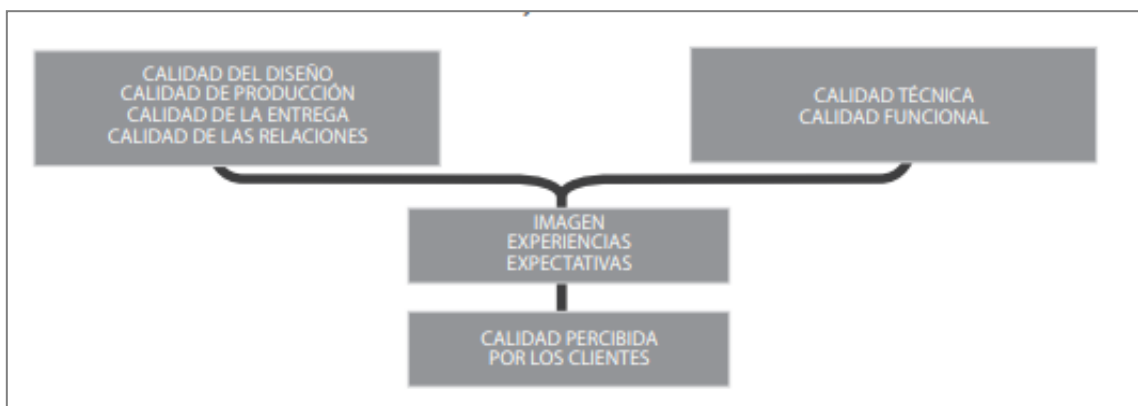 CALIDAD DEL DISEÑO
CALIDAD DE PRODUCCIÓN
CALIDAD DE LA ENTREGA
CALIDAD DE LAS RELACIONES
CALIDAD TÉCNICA
CALIDAD FUNCIONAL
IMAGEN
EXPERIENCIAS
EXPECTATIVAS
CALIDAD PERCIBIDA
POR LOS CLIENTES